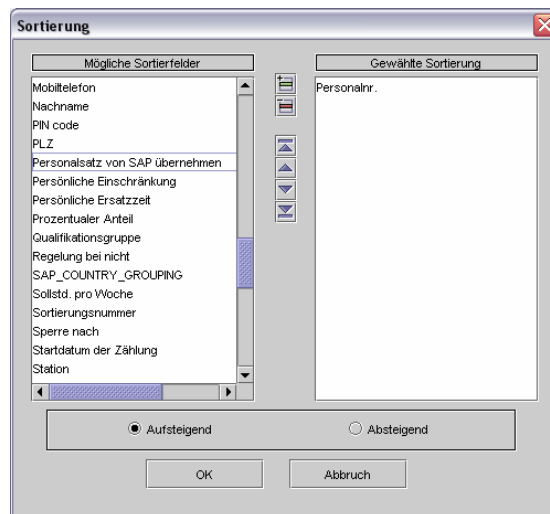 Sortierung
Mögliche Sortierfelder
Mobiltelefon
Nachname
PIN code
PLZ
Personalsatz von SAP übernehmen
Persönliche Einschränkung
Persönliche Ersatzzeit
Prozentualer Anteil
Qualifikationsgruppe
Regelung bei nicht
SAP_COUNTRY_GROUPING
Sollstd. pro Woche
Sortierungsnummer
Sperre nach
Startdatum der Zählung
Station
Gewählte Sortierung
Personalnr.
Aufsteigend
Absteigend
OK
Abbruch